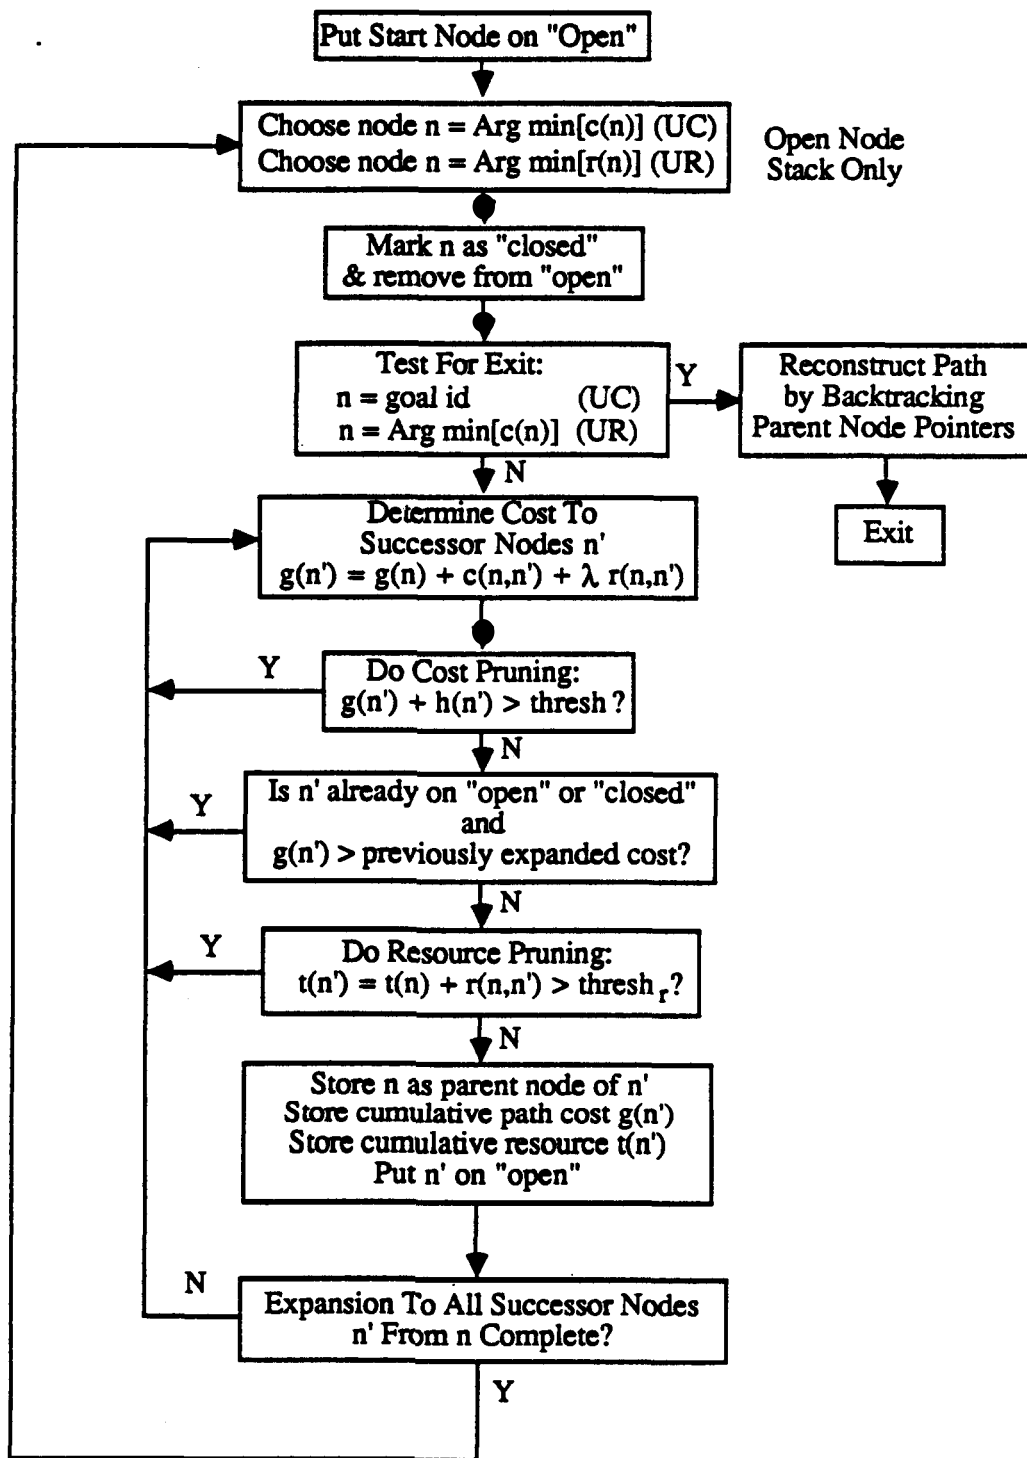 Put Start Node on "Open"
Choose node n = Arg min[c(n)] (UC)
Choose node n = Arg min[r(n)] (UR)
Open Node
Stack Only
Mark n as "closed"
& remove from "open"
Test For Exit:
n = goal id (UC)
n = Arg min[c(n)] (UR)
Y
Reconstruct Path
by Backtracking
Parent Node Pointers
Exit
N
Determine Cost To
Successor Nodes n'
g(n') = g(n) + c(n,n') + λ r(n,n')
Y
Do Cost Pruning:
g(n') + h(n') > thresh ?
N
Y
Is n' already on "open" or "closed"
and
g(n') > previously expanded cost?
N
Y
Do Resource Pruning:
t(n') = t(n) + r(n,n') > thresh r?
N
Store n as parent node of n'
Store cumulative path cost g(n')
Store cumulative resource t(n')
Put n' on "open"
N
Expansion To All Successor Nodes
n' From n Complete?
Y